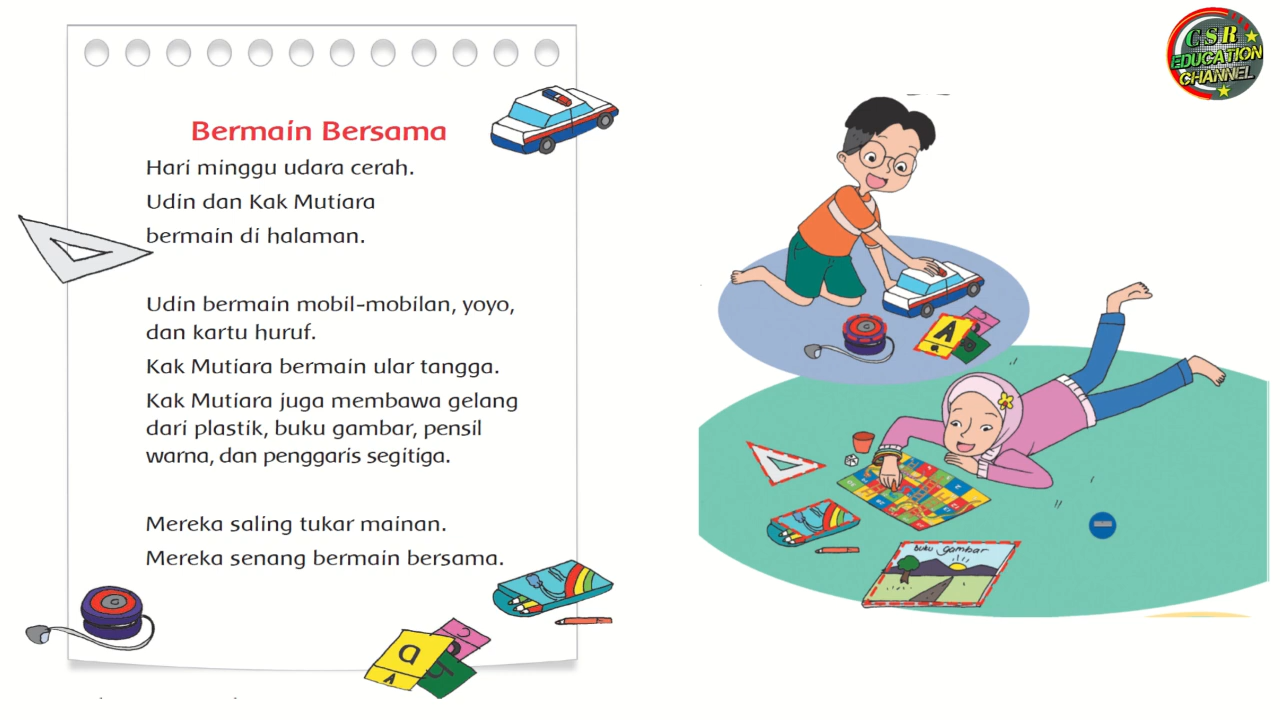 Bermain Bersama
Hari minggu udara cerah.
Udin dan Kak Mutiara
bermain di halaman.
Udin bermain mobil-mobilan, yoyo,
dan kartu huruf.
Kak Mutiara bermain ular tangga.
Kak Mutiara juga membawa gelang
dari plastik, buku gambar, pensil
warna, dan penggaris segitiga.
Mereka saling tukar mainan.
Mereka senang bermain bersama.
a
A
CSR
EDUCATION
CHANNEL
A
a
buku gambar